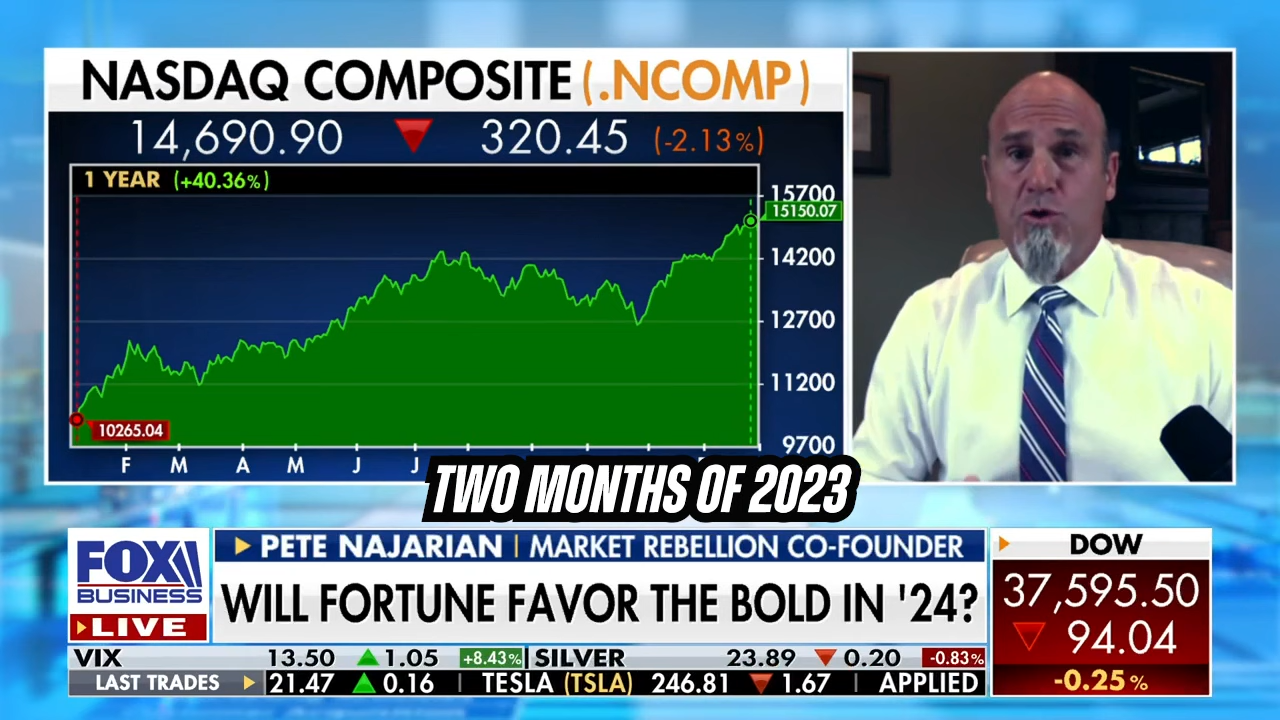 NASDAQ COMPOSITE (.NCOMP)
14,690.90 ▼ 320.45 (-2.13%)
1 YEAR (+40.36%)
15700
15150.07
14200
12700
11200
10265.04
9700
F M A M J J
TWO MONTHS OF 2023
FOX BUSINESS
LIVE
PETE NAJARIAN | MARKET REBELLION CO-FOUNDER
WILL FORTUNE FAVOR THE BOLD IN '24?
DOW
37,595.50
▼ 94.04
-0.25%
VIX 13.50 ▲ 1.05 +8.43% SILVER 23.89 ▼ 0.20 -0.83%
LAST TRADES 21.47 ▲ 0.16 | TESLA (TSLA) 246.81 ▼ 1.67 | APPLIED